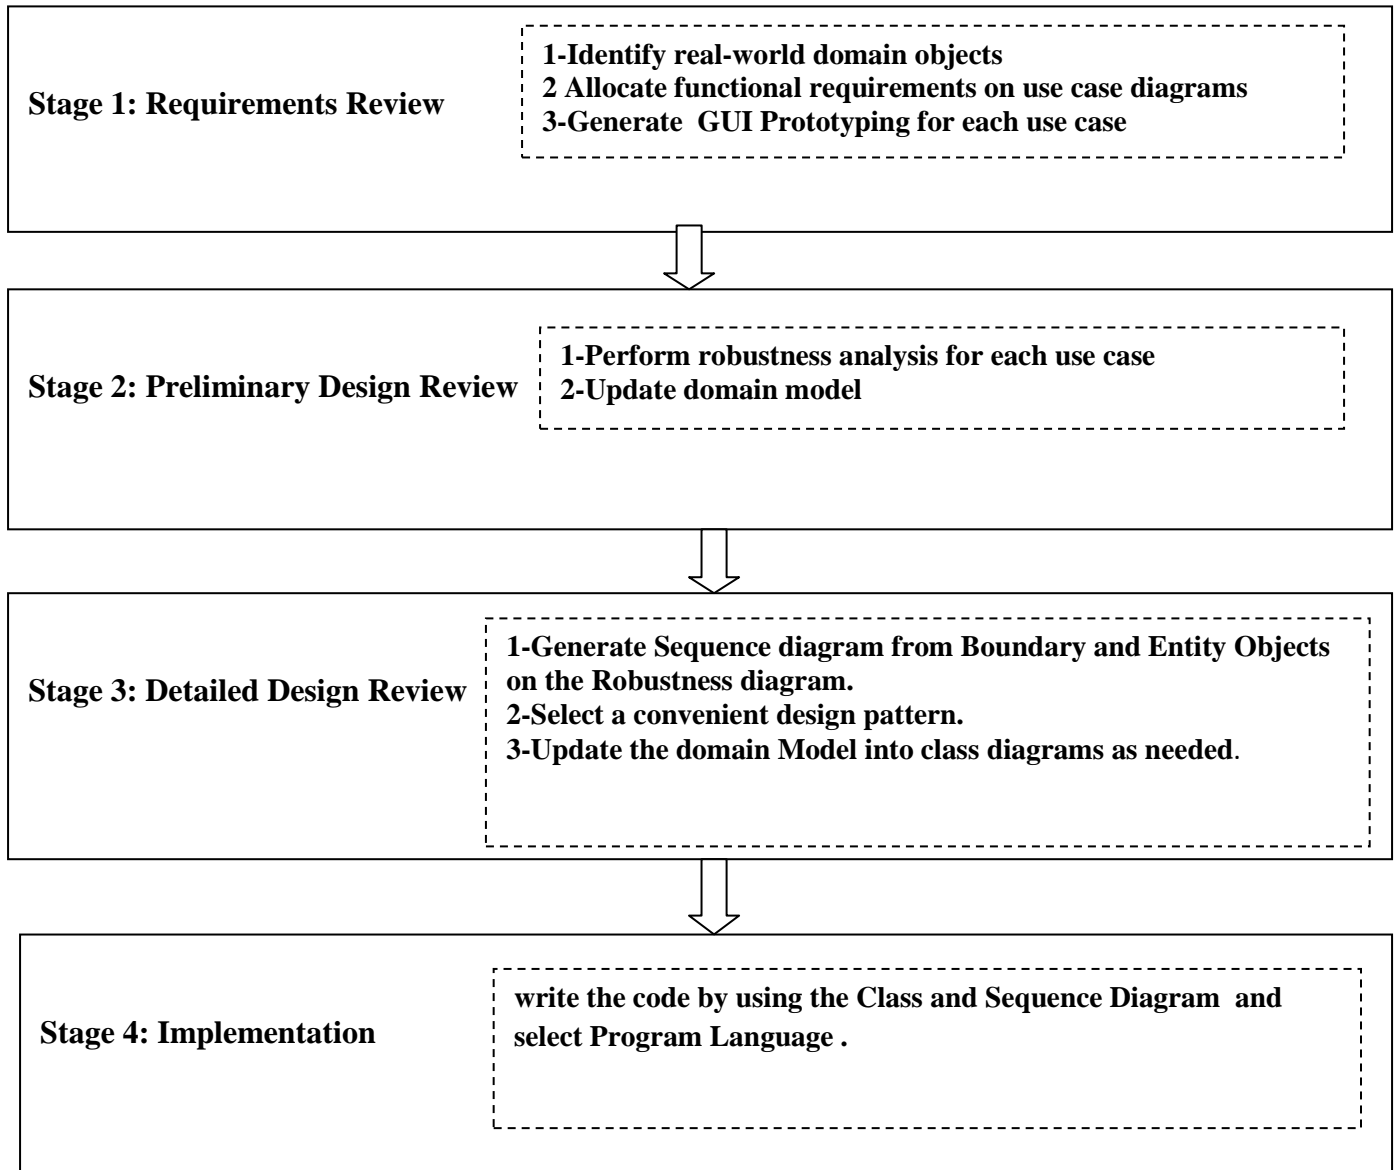 Stage 1: Requirements Review
1-Identify real-world domain objects
2 Allocate functional requirements on use case diagrams
3-Generate  GUI Prototyping for each use case
Stage 2: Preliminary Design Review
1-Perform robustness analysis for each use case
2-Update domain model
Stage 3: Detailed Design Review
1-Generate Sequence diagram from Boundary and Entity Objects
on the Robustness diagram.
2-Select a convenient design pattern.
3-Update the domain Model into class diagrams as needed.
Stage 4: Implementation
write the code by using the Class and Sequence Diagram  and
select Program Language .